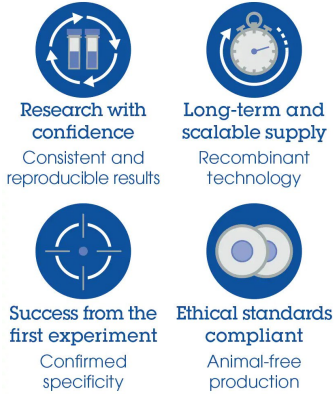 Research with
confidence
Consistent and
reproducible results
Long-term and
scalable supply
Recombinant
technology
Success from the
first experiment
Confirmed
specificity
Ethical standards
compliant
Animal-free
production